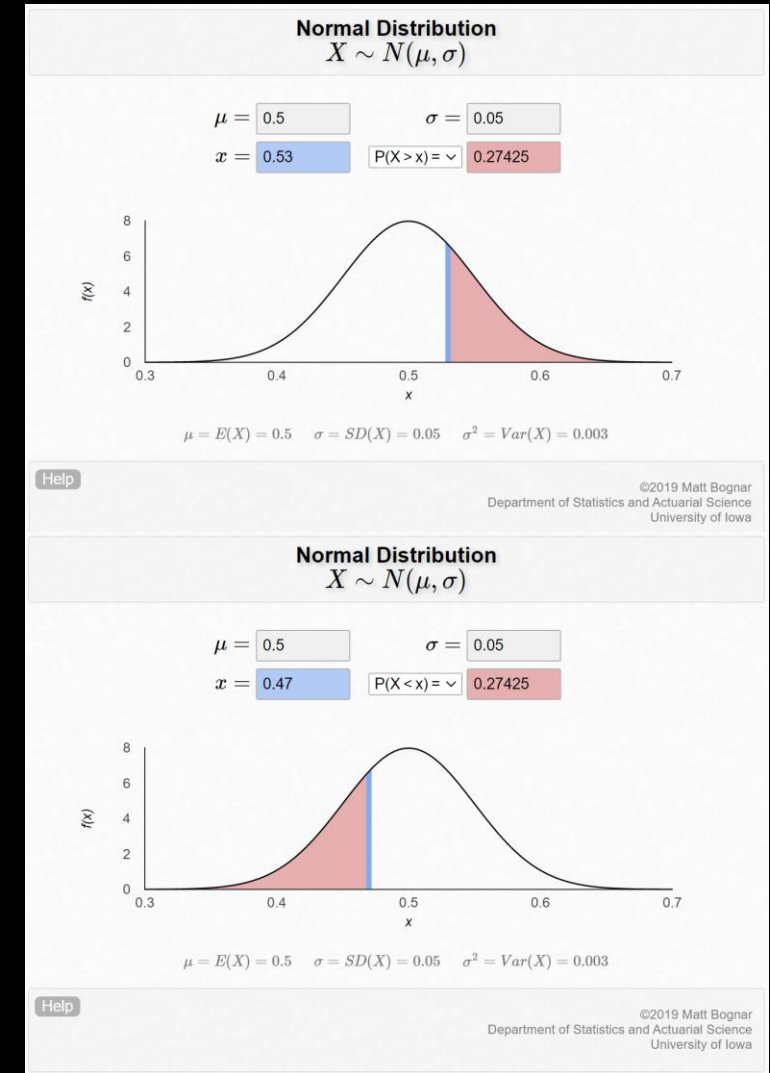 Normal Distribution
X ∼ N(μ, σ)
μ = 0.5 σ = 0.05
x = 0.53 P(X > x) = 0.27425
8
6
4
2
0
f(x)
0.3 0.4 0.5 0.6 0.7
x
μ = E(X) = 0.5 σ = SD(X) = 0.05 σ² = Var(X) = 0.003
Help
©2019 Matt Bognar
Department of Statistics and Actuarial Science
University of Iowa
Normal Distribution
X ∼ N(μ, σ)
μ = 0.5 σ = 0.05
x = 0.47 P(X < x) = 0.27425
8
6
4
2
0
f(x)
0.3 0.4 0.5 0.6 0.7
x
μ = E(X) = 0.5 σ = SD(X) = 0.05 σ² = Var(X) = 0.003
Help
©2019 Matt Bognar
Department of Statistics and Actuarial Science
University of Iowa